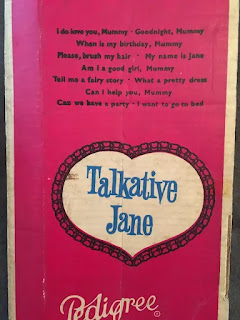 I do love you, Mummy · Goodnight, Mummy
When is my birthday, Mummy
Please, brush my hair · My name is Jane
Am I a good girl, Mummy
Tell me a fairy story · What a pretty dress
Can I help you, Mummy
Can we have a party · I want to go to bed
Talkative
Jane
Pedigree ®